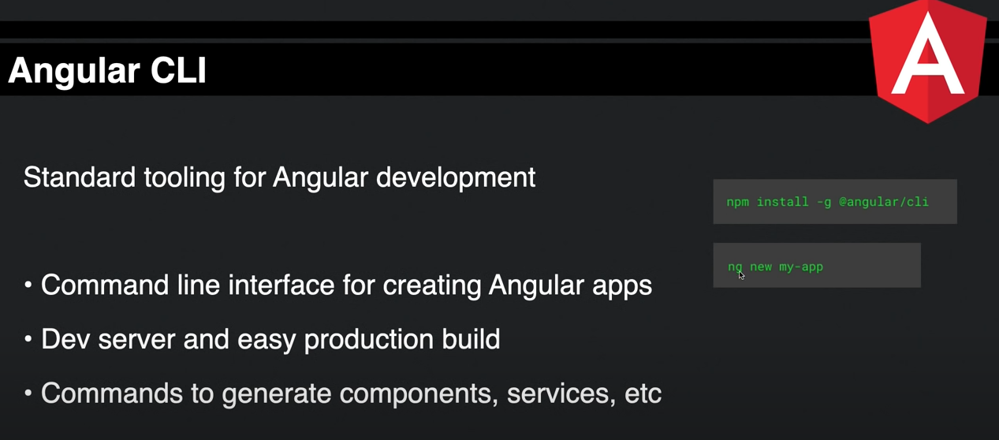 Angular CLI
Standard tooling for Angular development
npm install -g @angular/cli
ng new my-app
• Command line interface for creating Angular apps
• Dev server and easy production build
• Commands to generate components, services, etc